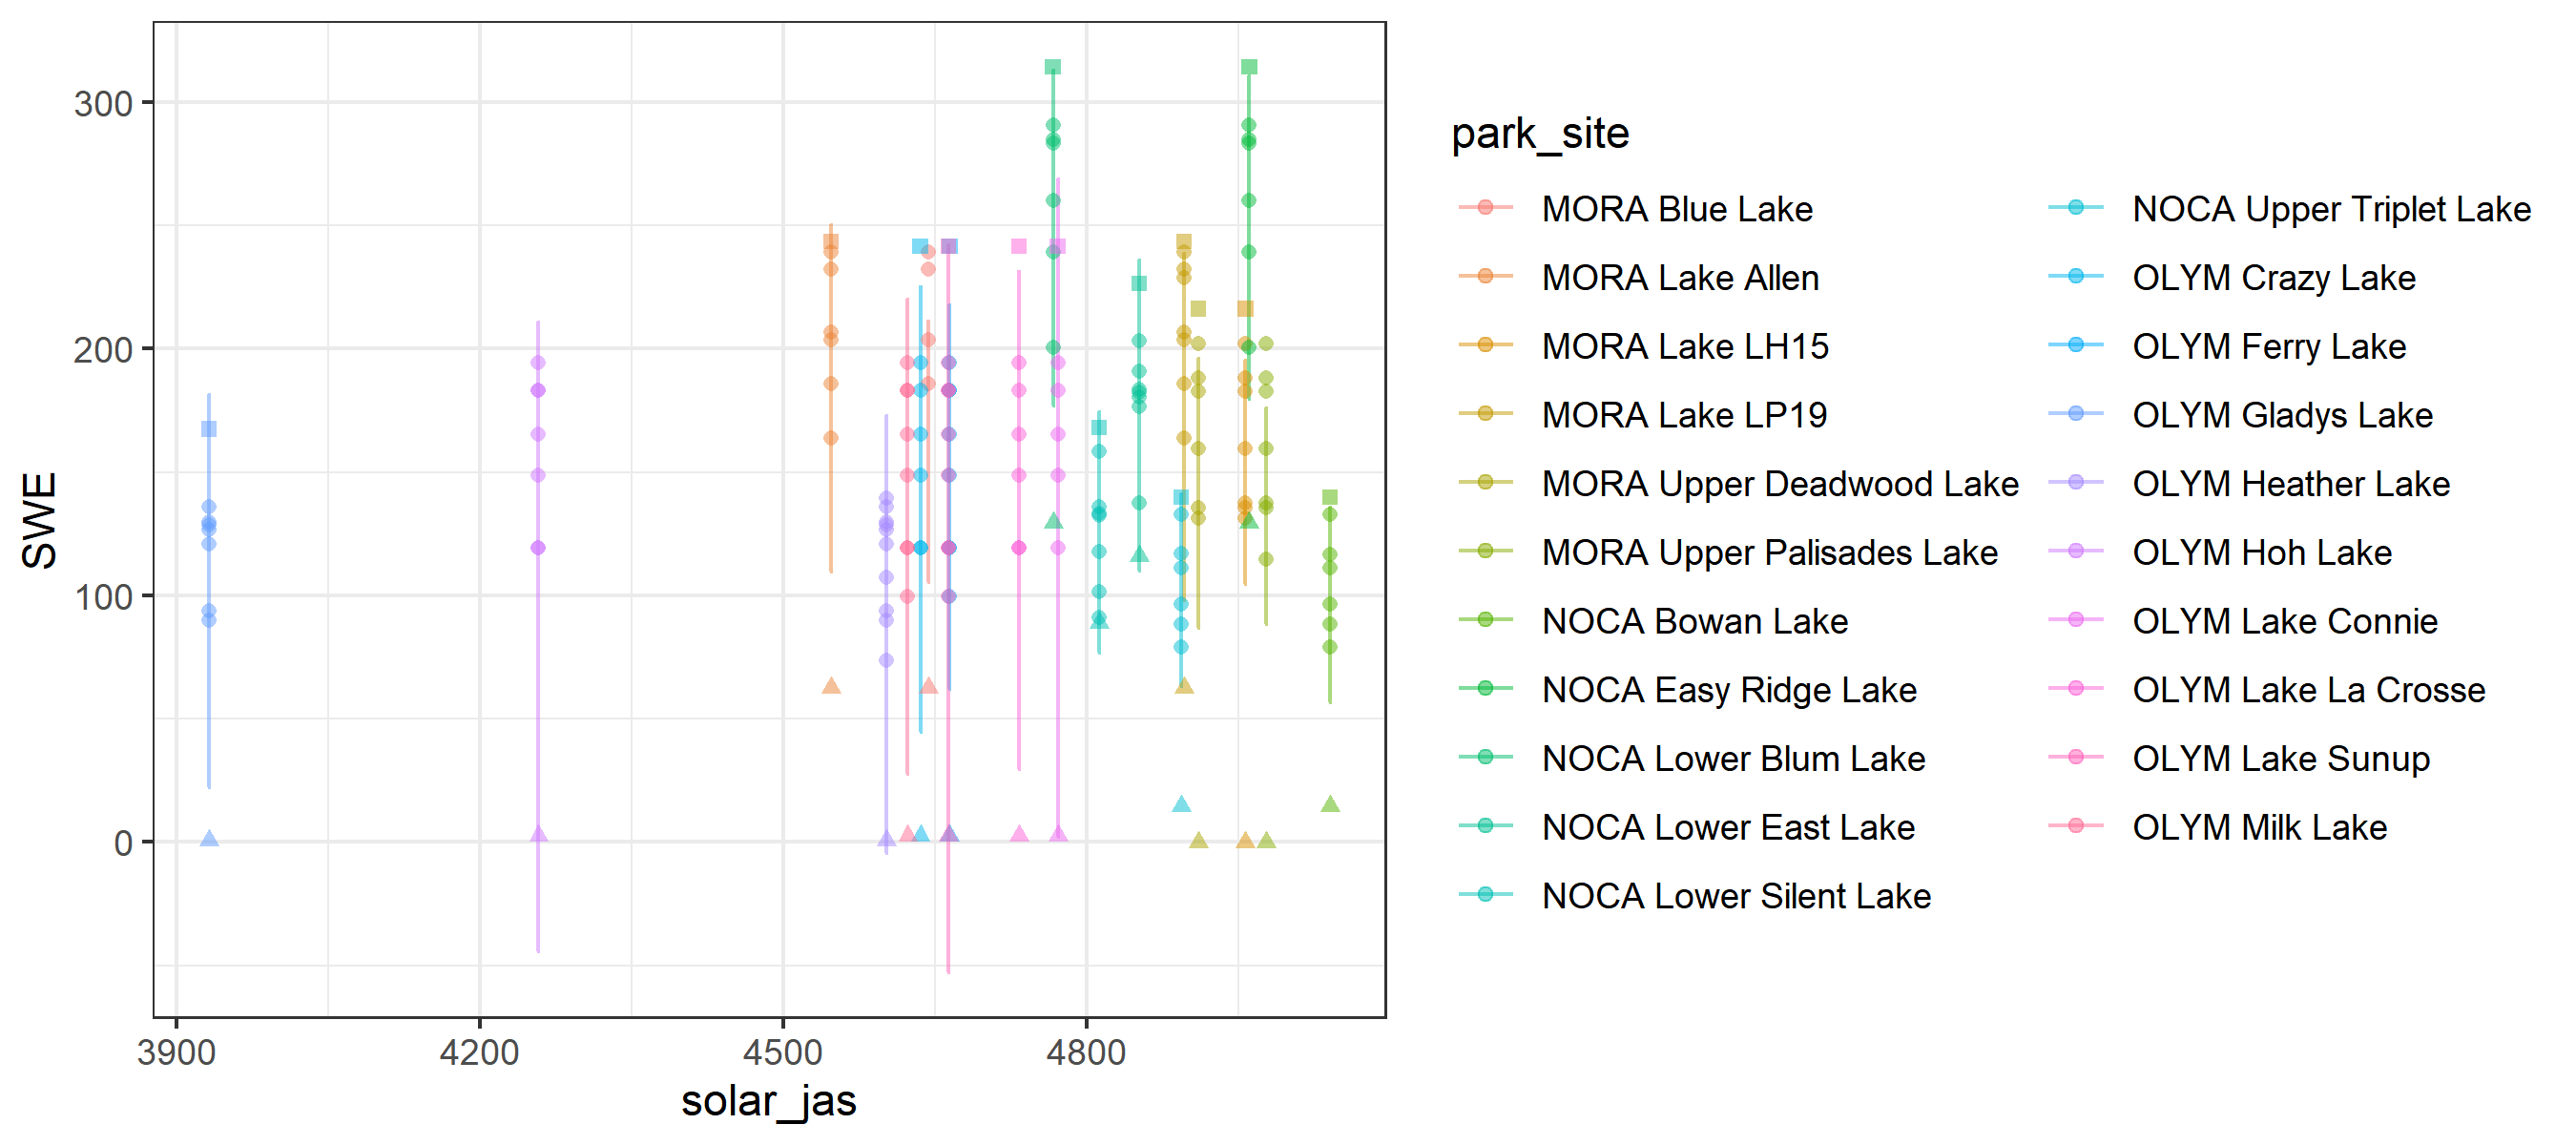 300
200
100
0
SWE
3900
4200
4500
4800
solar_jas
park_site
MORA Blue Lake
MORA Lake Allen
MORA Lake LH15
MORA Lake LP19
MORA Upper Deadwood Lake
MORA Upper Palisades Lake
NOCA Bowan Lake
NOCA Easy Ridge Lake
NOCA Lower Blum Lake
NOCA Lower East Lake
NOCA Lower Silent Lake
NOCA Upper Triplet Lake
OLYM Crazy Lake
OLYM Ferry Lake
OLYM Gladys Lake
OLYM Heather Lake
OLYM Hoh Lake
OLYM Lake Connie
OLYM Lake La Crosse
OLYM Lake Sunup
OLYM Milk Lake